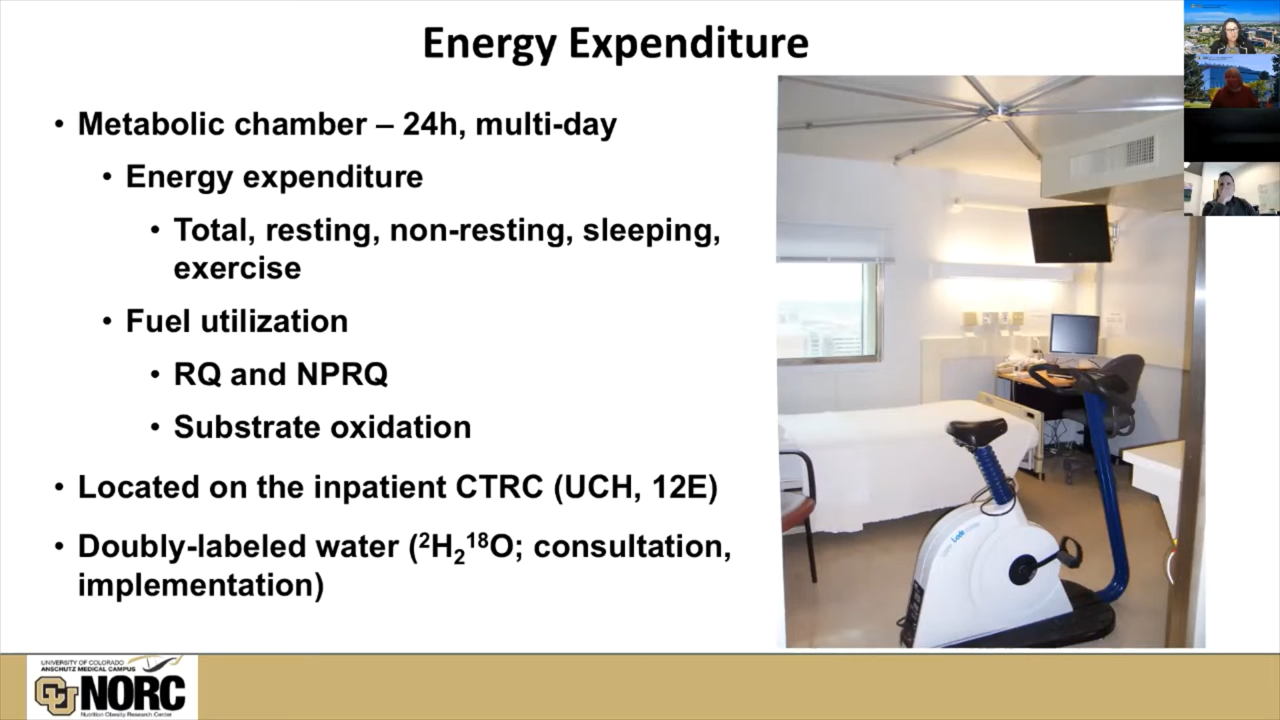 Energy Expenditure
• Metabolic chamber – 24h, multi-day
• Energy expenditure
• Total, resting, non-resting, sleeping,
exercise
• Fuel utilization
• RQ and NPRQ
• Substrate oxidation
• Located on the inpatient CTRC (UCH, 12E)
• Doubly-labeled water (²H₂¹⁸O; consultation,
implementation)
UNIVERSITY OF COLORADO
ANSCHUTZ MEDICAL CAMPUS
CU NORC
Nutrition Obesity Research Center